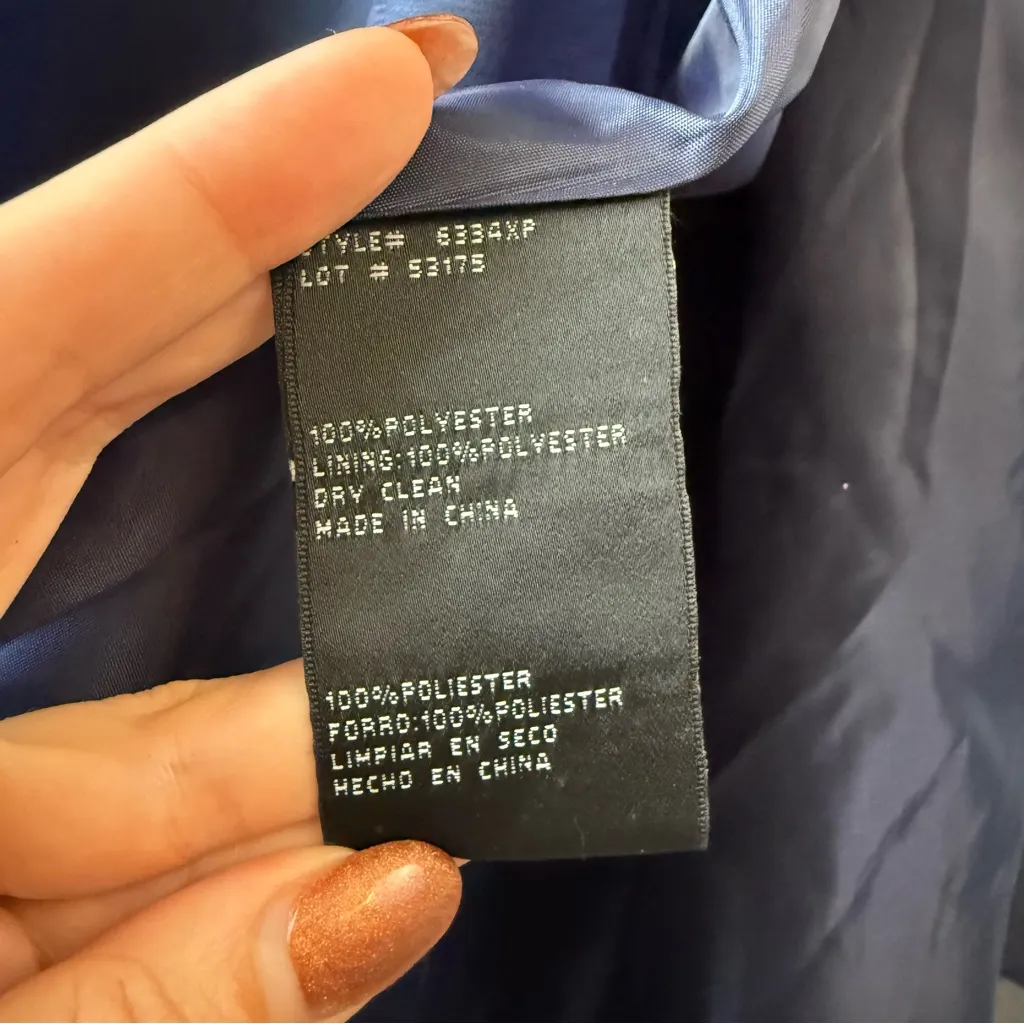 STYLE# 6334XP
LOT # 53175
100%POLYESTER
LINING:100%POLYESTER
DRY CLEAN
MADE IN CHINA
100%POLIESTER
FORRO:100%POLIESTER
LIMPIAR EN SECO
HECHO EN CHINA